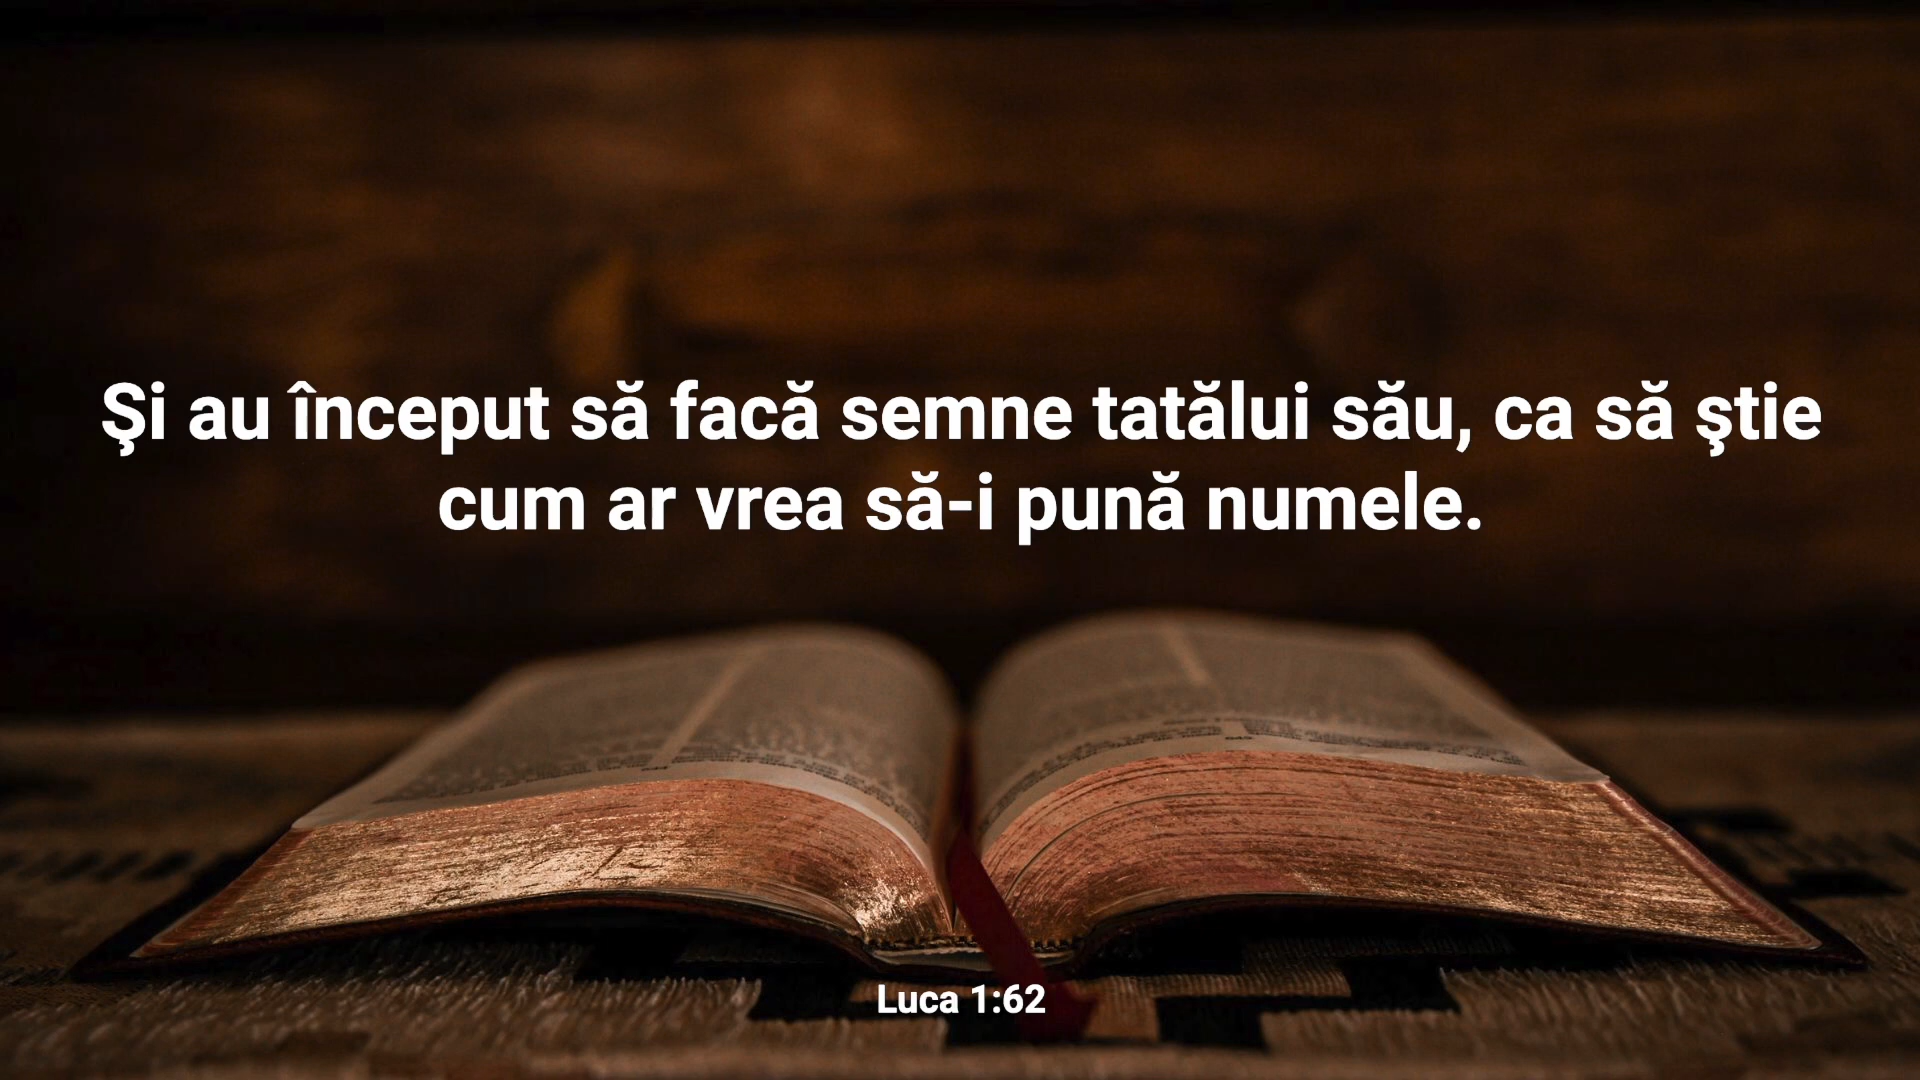 Şi au început să facă semne tatălui său, ca să ştie
cum ar vrea să-i pună numele.
Luca 1:62